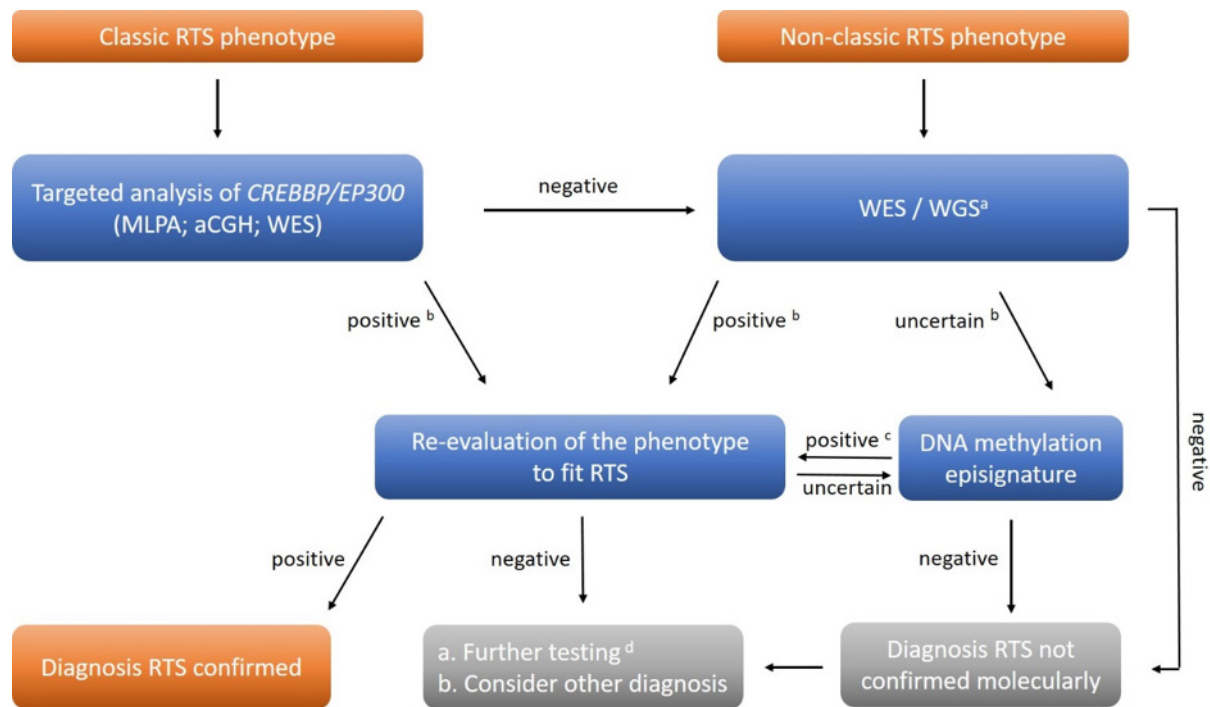 Classic RTS phenotype
Non-classic RTS phenotype
Targeted analysis of CREBBP/EP300
(MLPA; aCGH; WES)
negative
WES / WGSa
positive b
positive b
uncertain b
negative
Re-evaluation of the phenotype
to fit RTS
positive c
uncertain
DNA methylation
episignature
positive
negative
negative
Diagnosis RTS confirmed
a. Further testing d
b. Consider other diagnosis
Diagnosis RTS not
confirmed molecularly